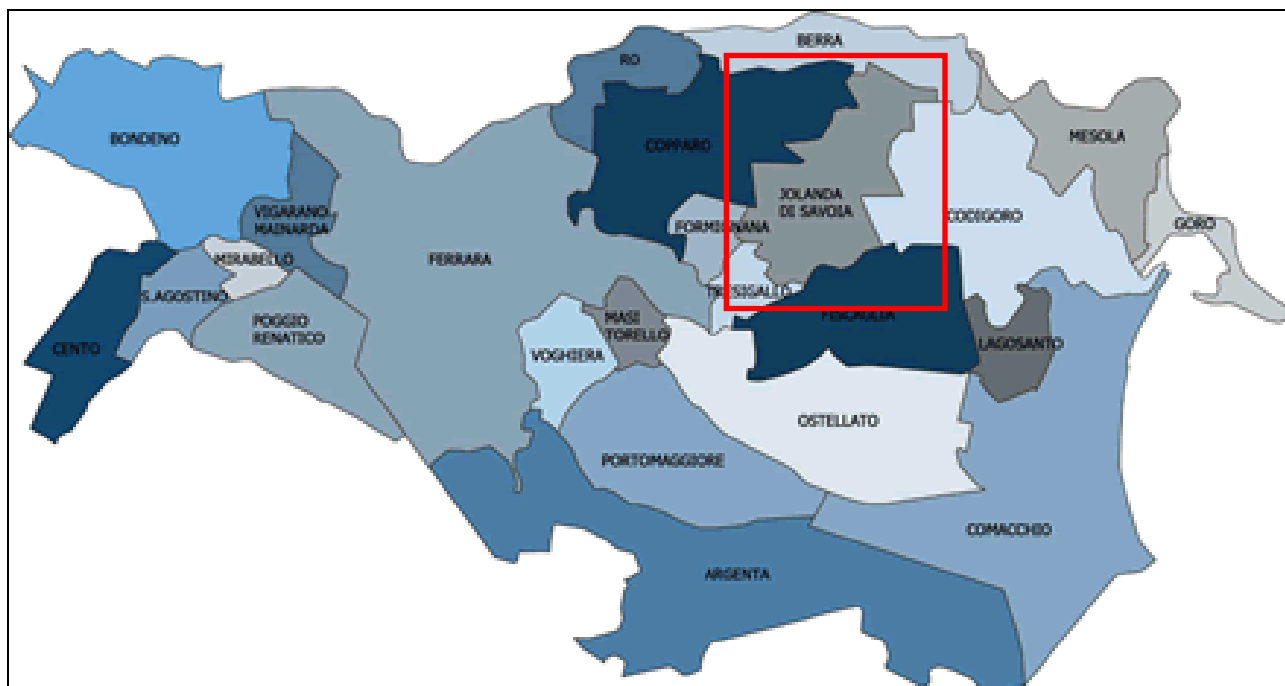 BERRA
RO
BONDENO
COPPARO
MESOLA
JOLANDA
DI SAVOIA
VIGARANO
MAINARDA
FORMIGNANA
CODIGORO
GORO
MIRABELLO
FERRARA
TRESIGALLO
S.AGOSTINO
FISCAGLIA
MASI
TORELLO
POGGIO
RENATICO
CENTO
VOGHIERA
LAGOSANTO
OSTELLATO
PORTOMAGGIORE
COMACCHIO
ARGENTA